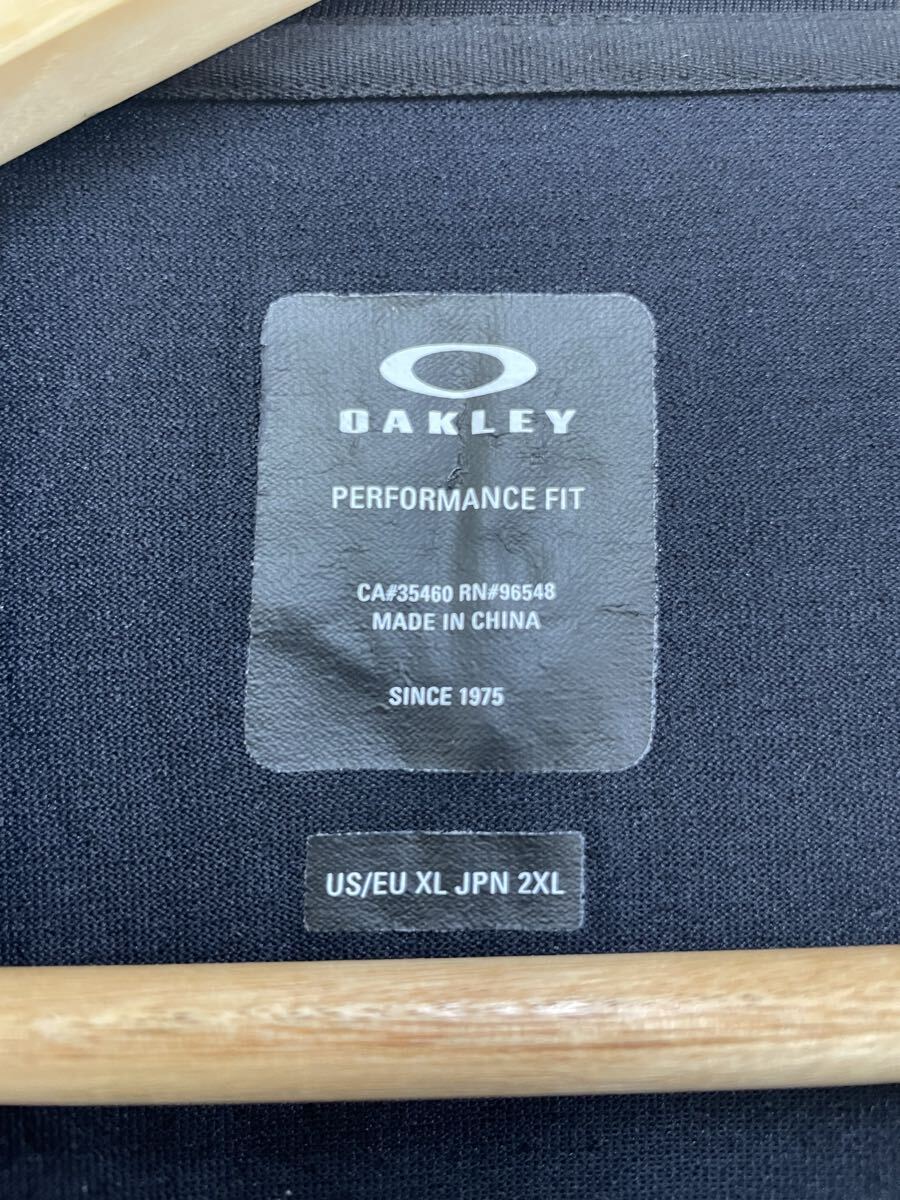 OAKLEY
PERFORMANCE FIT
CA#35460 RN#96548
MADE IN CHINA
SINCE 1975
US/EU XL JPN 2XL